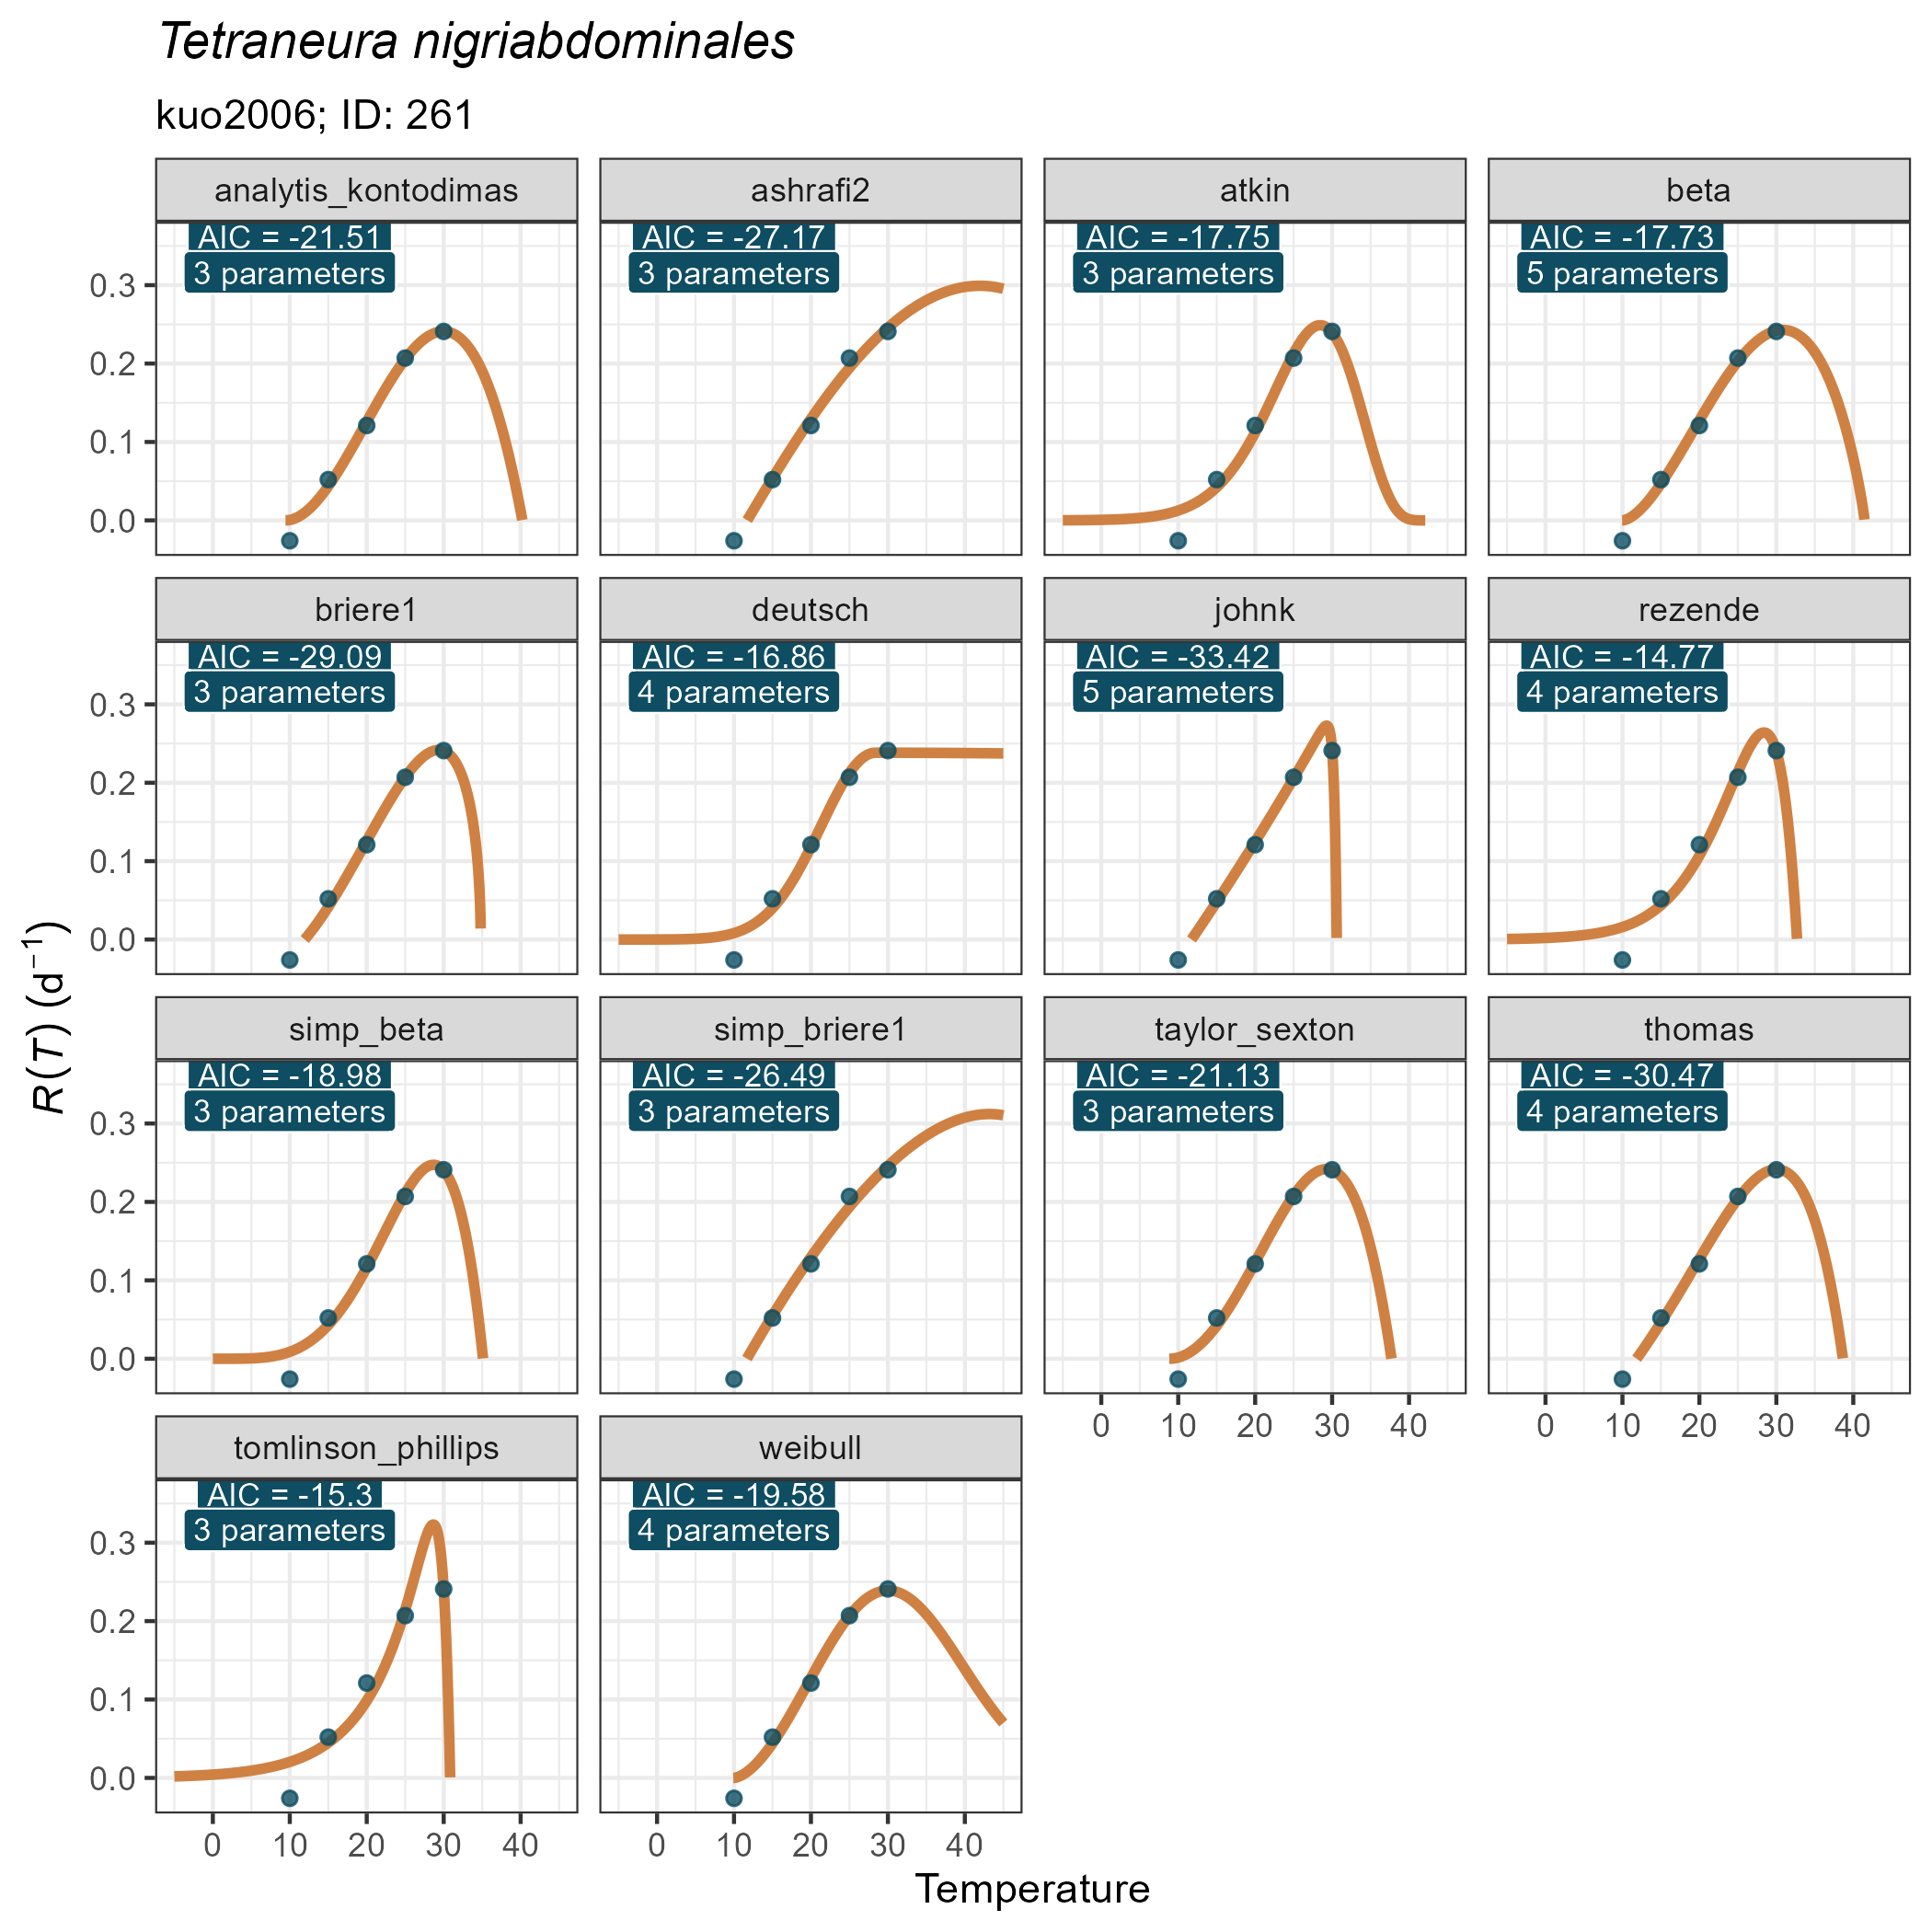 Tetraneura nigriabdominales
kuo2006; ID: 261
analytis_kontodimas
AIC = -21.51
3 parameters
ashrafi2
AIC = -27.17
3 parameters
atkin
AIC = -17.75
3 parameters
beta
AIC = -17.73
5 parameters
0.3
0.2
0.1
0.0
briere1
AIC = -29.09
3 parameters
deutsch
AIC = -16.86
4 parameters
johnk
AIC = -33.42
5 parameters
rezende
AIC = -14.77
4 parameters
0.3
0.2
0.1
0.0
R(T) (d⁻¹)
simp_beta
AIC = -18.98
3 parameters
simp_briere1
AIC = -26.49
3 parameters
taylor_sexton
AIC = -21.13
3 parameters
thomas
AIC = -30.47
4 parameters
0.3
0.2
0.1
0.0
0 10 20 30 40
0 10 20 30 40
tomlinson_phillips
AIC = -15.3
3 parameters
weibull
AIC = -19.58
4 parameters
0.3
0.2
0.1
0.0
0 10 20 30 40
0 10 20 30 40
Temperature